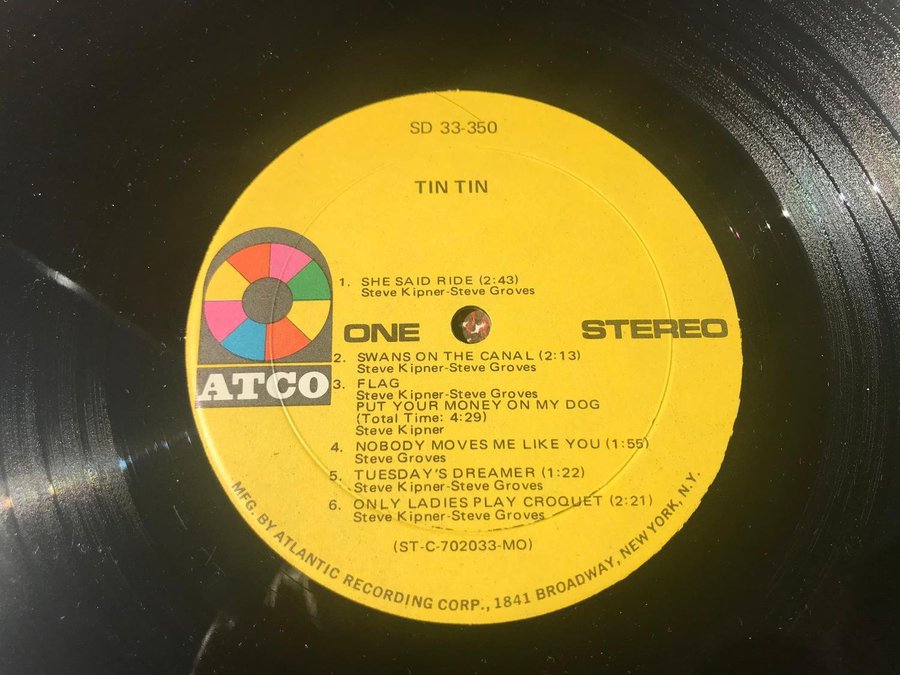 SD 33-350
TIN TIN
1. SHE SAID RIDE (2:43)
Steve Kipner-Steve Groves
ONE
STEREO
2. SWANS ON THE CANAL (2:13)
Steve Kipner-Steve Groves
3. FLAG
Steve Kipner-Steve Groves
PUT YOUR MONEY ON MY DOG
(Total Time: 4:29)
Steve Kipner
4. NOBODY MOVES ME LIKE YOU (1:55)
Steve Groves
5. TUESDAY'S DREAMER (1:22)
Steve Kipner-Steve Groves
6. ONLY LADIES PLAY CROQUET (2:21)
Steve Kipner-Steve Groves
(ST-C-702033-MO)
ATCO
MFG. BY ATLANTIC RECORDING CORP., 1841 BROADWAY, NEW YORK, N.Y.